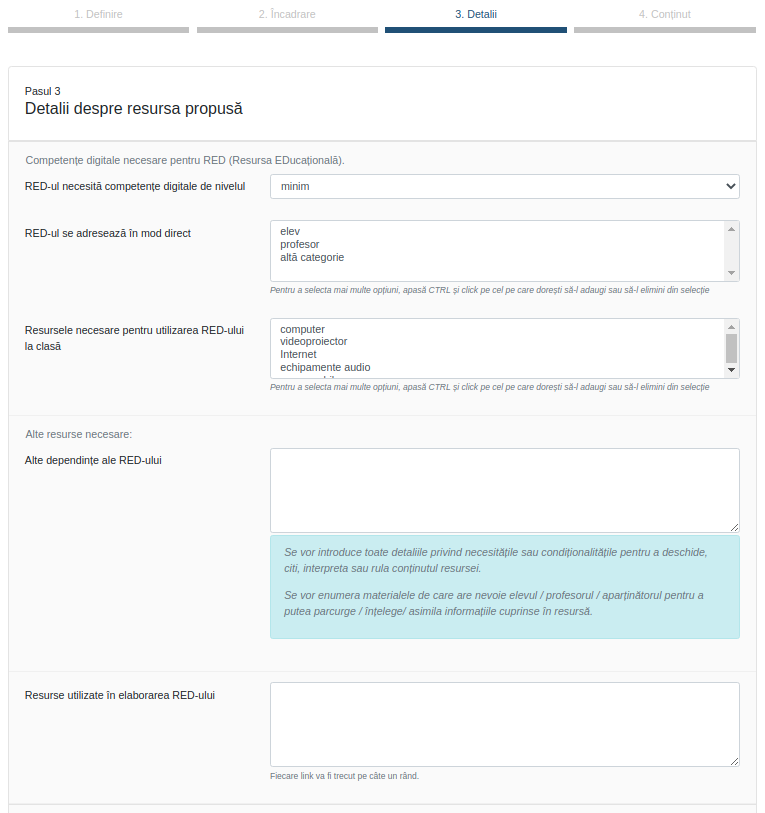 1. Definire
2. Încadrare
3. Detalii
4. Conținut
Pasul 3
Detalii despre resursa propusă
Competențe digitale necesare pentru RED (Resursa EDucațională).
RED-ul necesită competențe digitale de nivelul
minim
RED-ul se adresează în mod direct
elev
profesor
altă categorie
Pentru a selecta mai multe opțiuni, apasă CTRL și click pe cel pe care dorești să-l adaugi sau să-l elimini din selecție
Resursele necesare pentru utilizarea RED-ului
la clasă
computer
videoproiector
Internet
echipamente audio
Pentru a selecta mai multe opțiuni, apasă CTRL și click pe cel pe care dorești să-l adaugi sau să-l elimini din selecție
Alte resurse necesare:
Alte dependințe ale RED-ului
Se vor introduce toate detaliile privind necesitățile sau condiționalitățile pentru a deschide,
citi, interpreta sau rula conținutul resursei.
Se vor enumera materialele de care are nevoie elevul / profesorul / aparținătorul pentru a
putea parcurge / înțelege/ asimila informațiile cuprinse în resursă.
Resurse utilizate în elaborarea RED-ului
Fiecare link va fi trecut pe câte un rând.